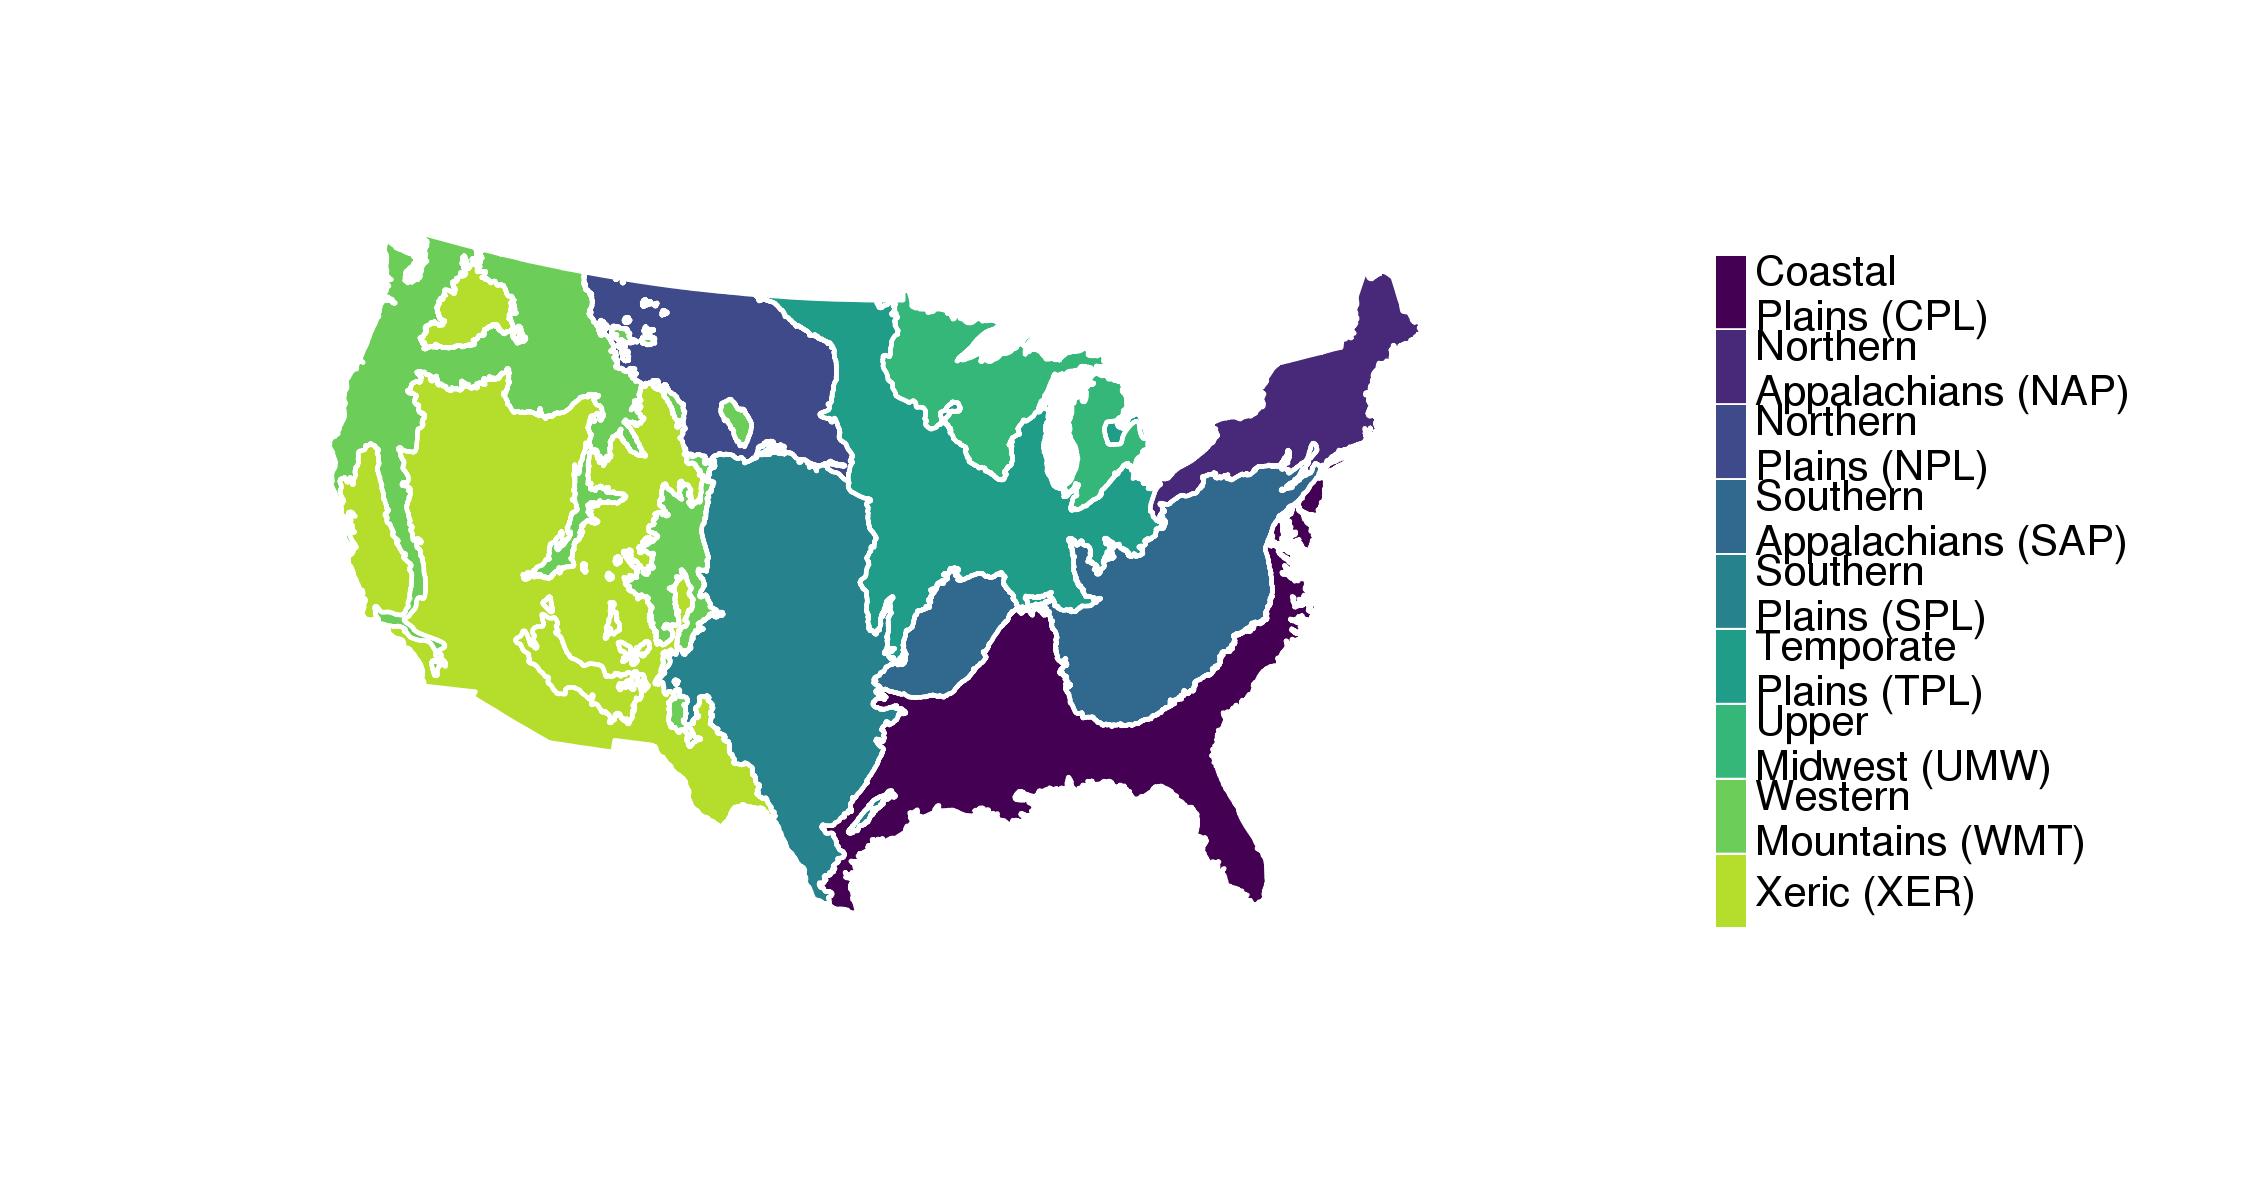 Coastal
Plains (CPL)
Northern
Appalachians (NAP)
Northern
Plains (NPL)
Southern
Appalachians (SAP)
Southern
Plains (SPL)
Temporate
Plains (TPL)
Upper
Midwest (UMW)
Western
Mountains (WMT)
Xeric (XER)